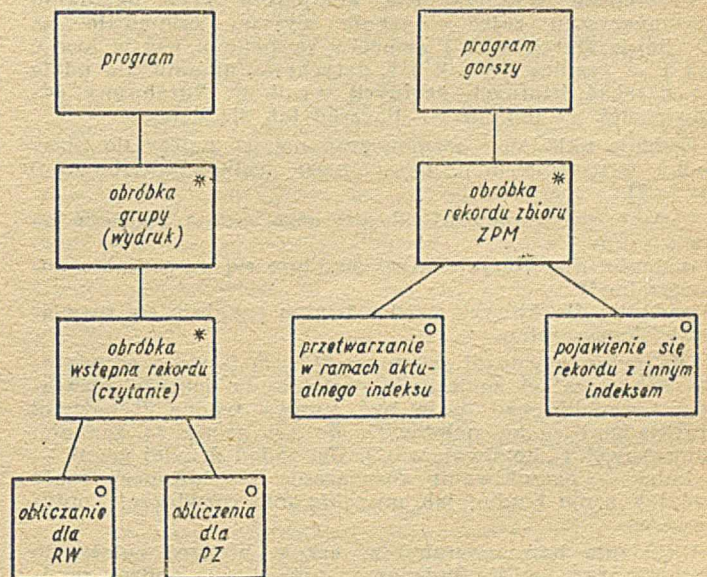 program
obróbka *
grupy
(wydruk)
obróbka *
wstępna rekordu
(czytanie)
obliczanie
dla
RW
obliczenia
dla
PZ
program
gorszy
obróbka *
rekordu zbioru
ZPM
przetwarzanie
w ramach aktu-
alnego indeksu
pojawienie się
rekordu z innym
indeksem